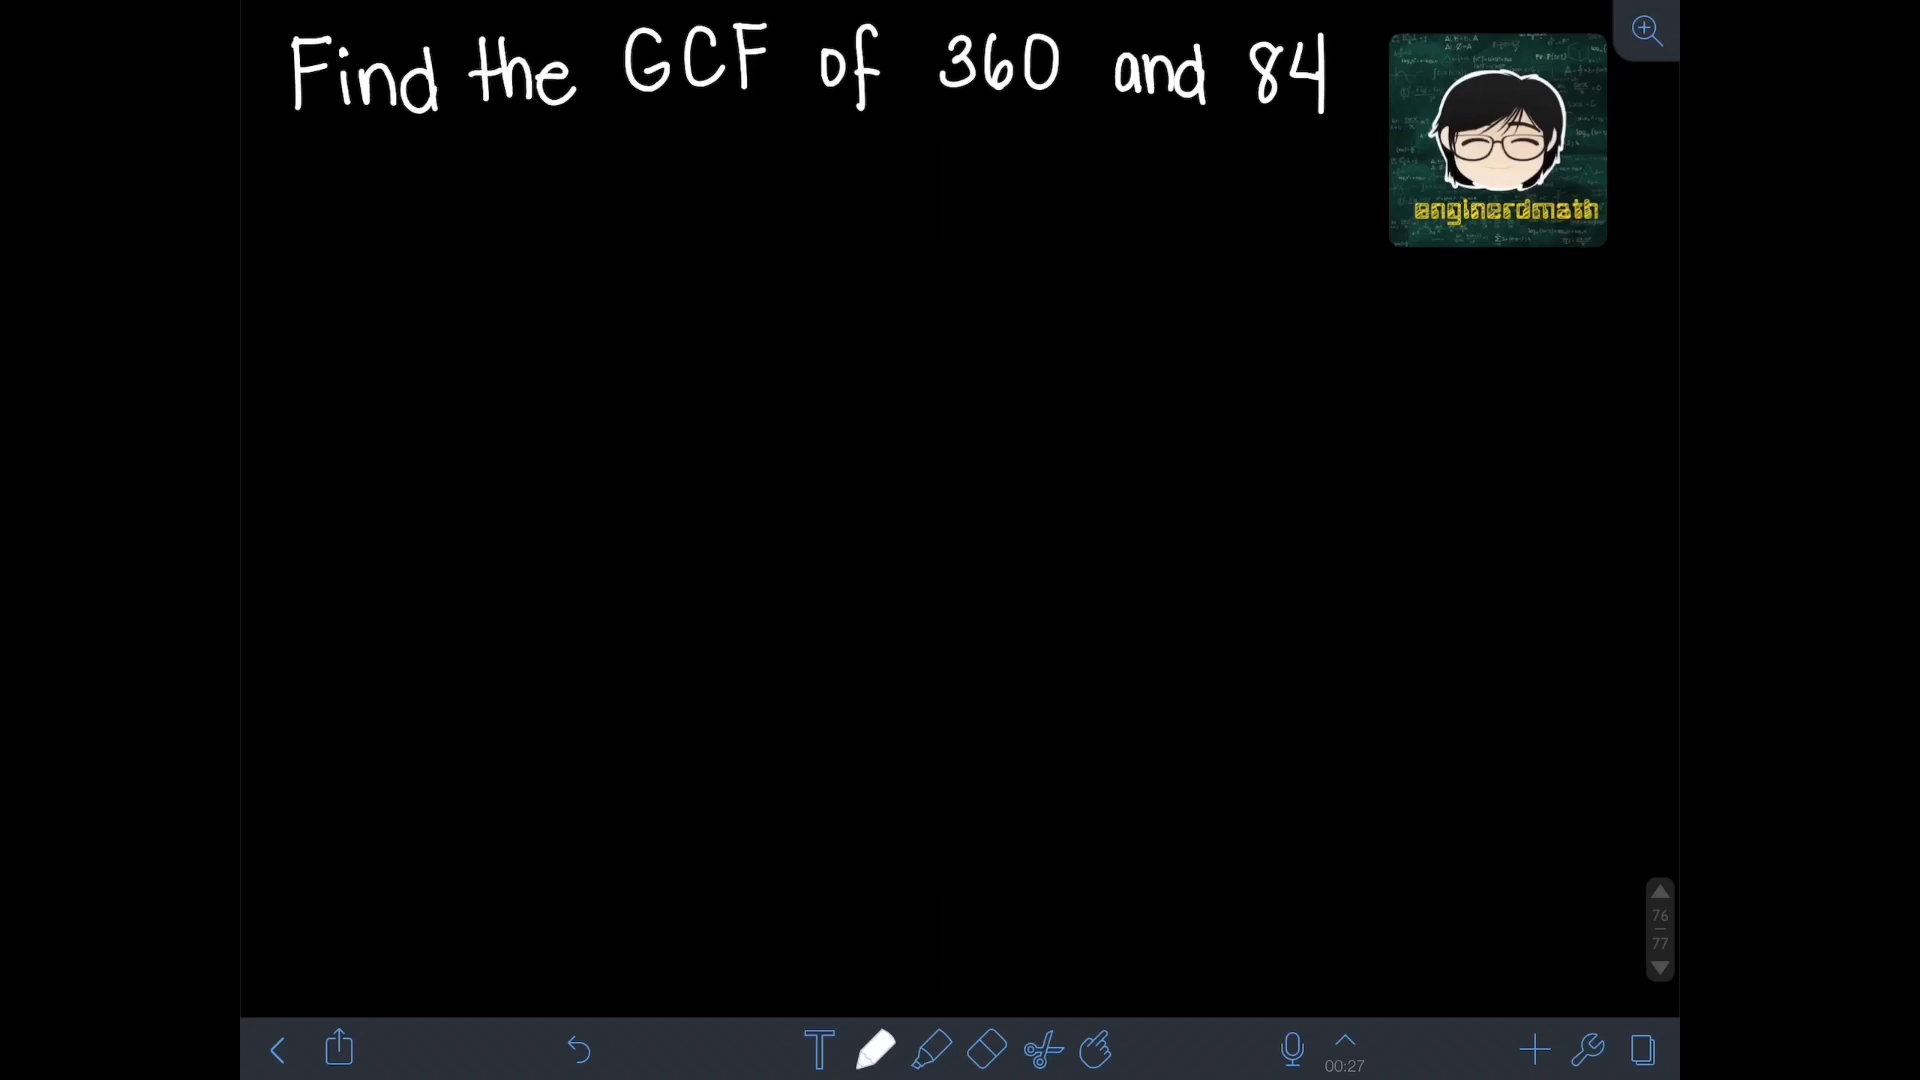 Find the GCF of 360 and 84
enginerdmath
76
77
T
00:27